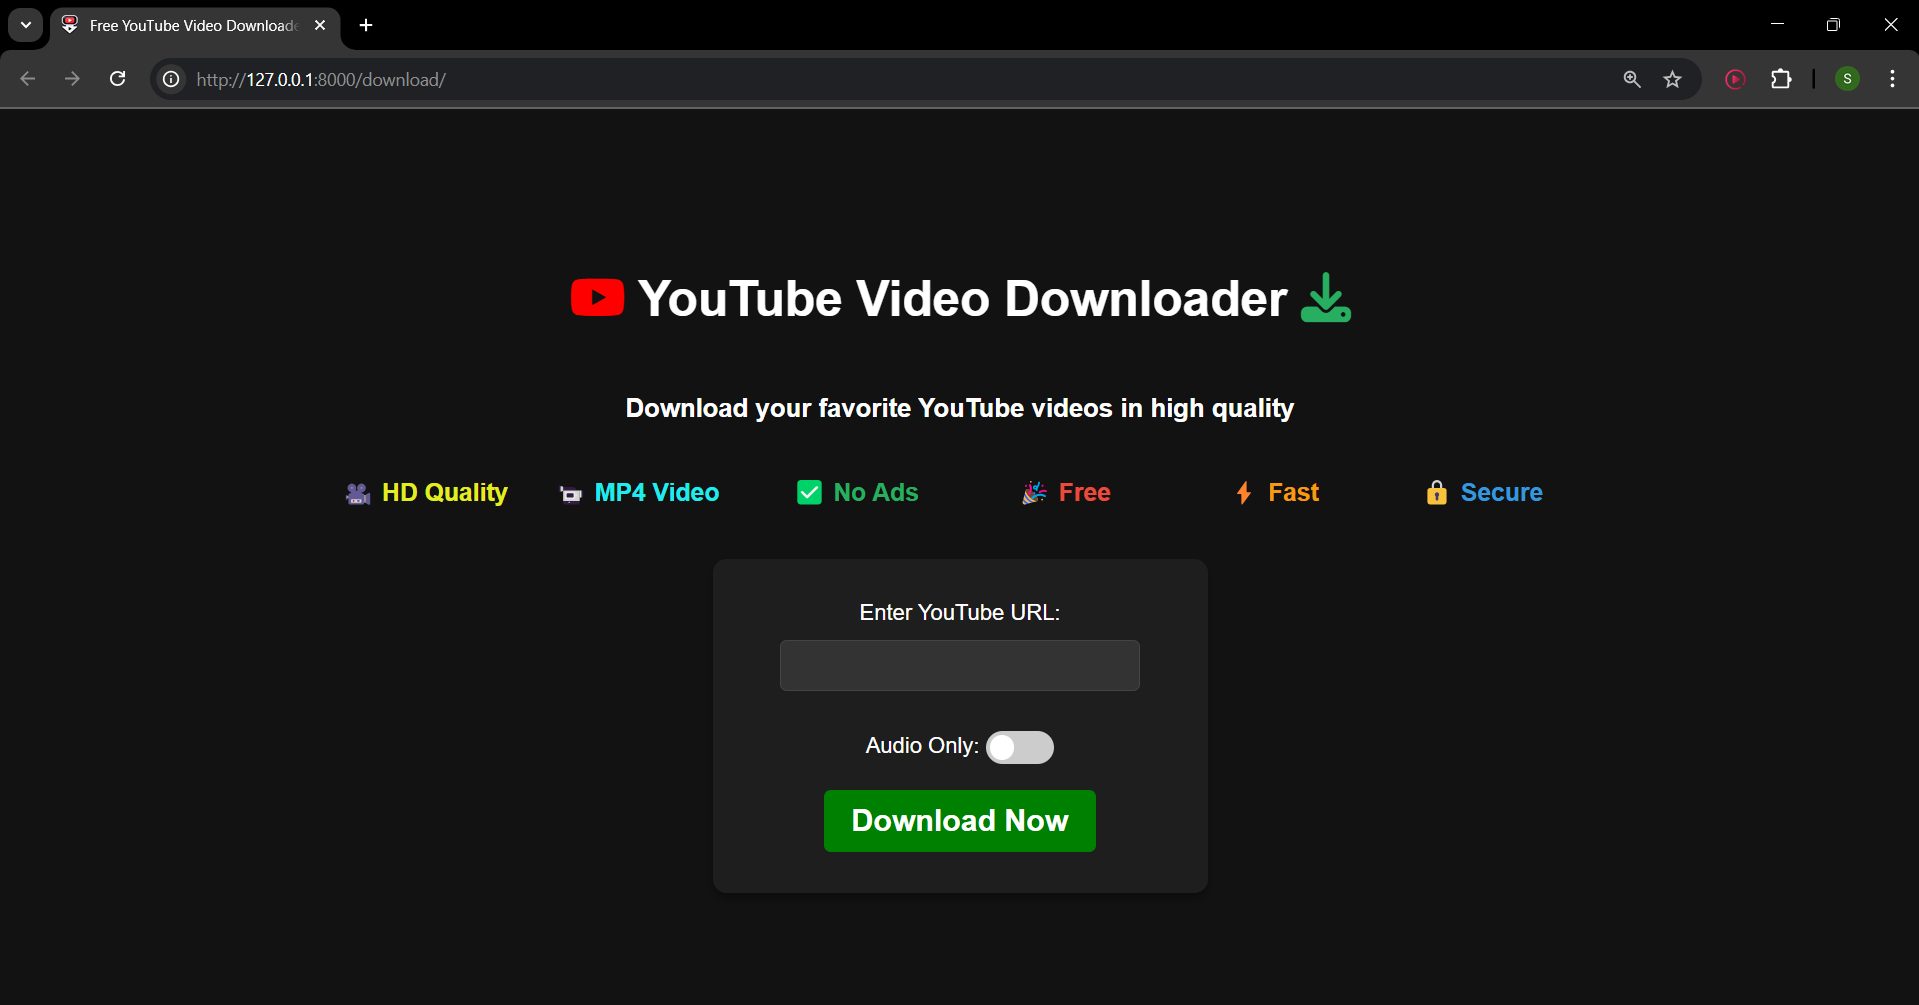 Free YouTube Video Downloade
http://127.0.0.1:8000/download/
S
YouTube Video Downloader
Download your favorite YouTube videos in high quality
HD Quality MP4 Video No Ads Free Fast Secure
Enter YouTube URL:
Audio Only:
Download Now